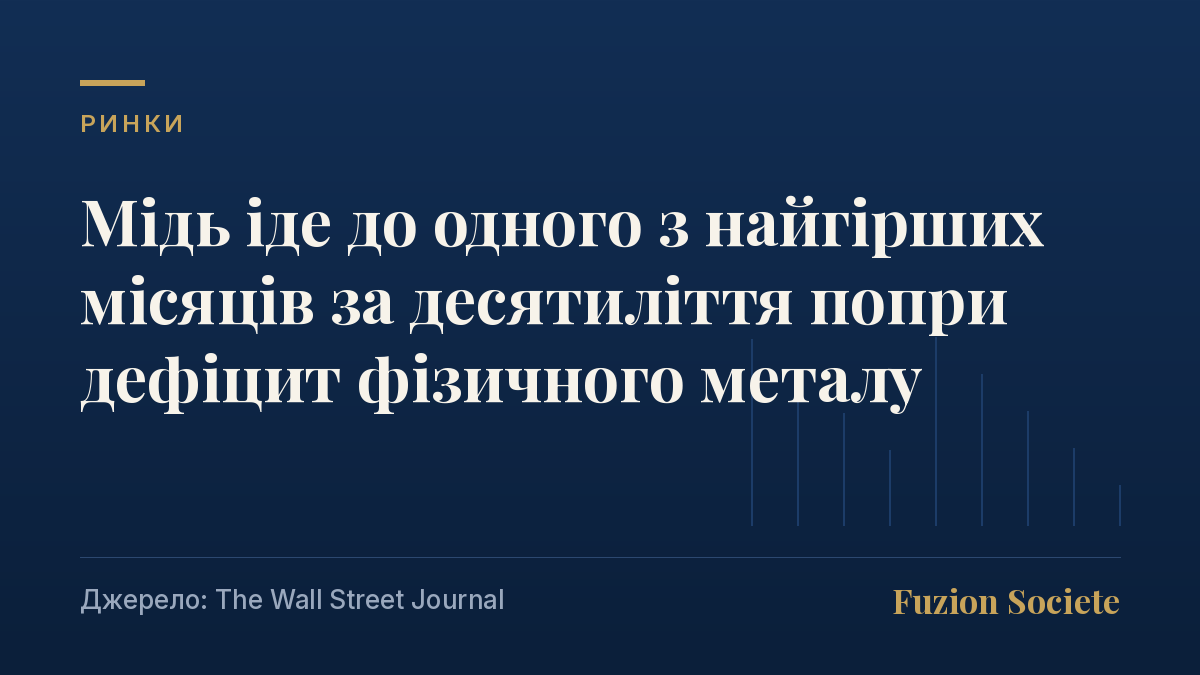 РИНКИ
Мідь іде до одного з найгірших
місяців за десятиліття попри
дефіцит фізичного металу
Джерело: The Wall Street Journal
Fuzion Societe